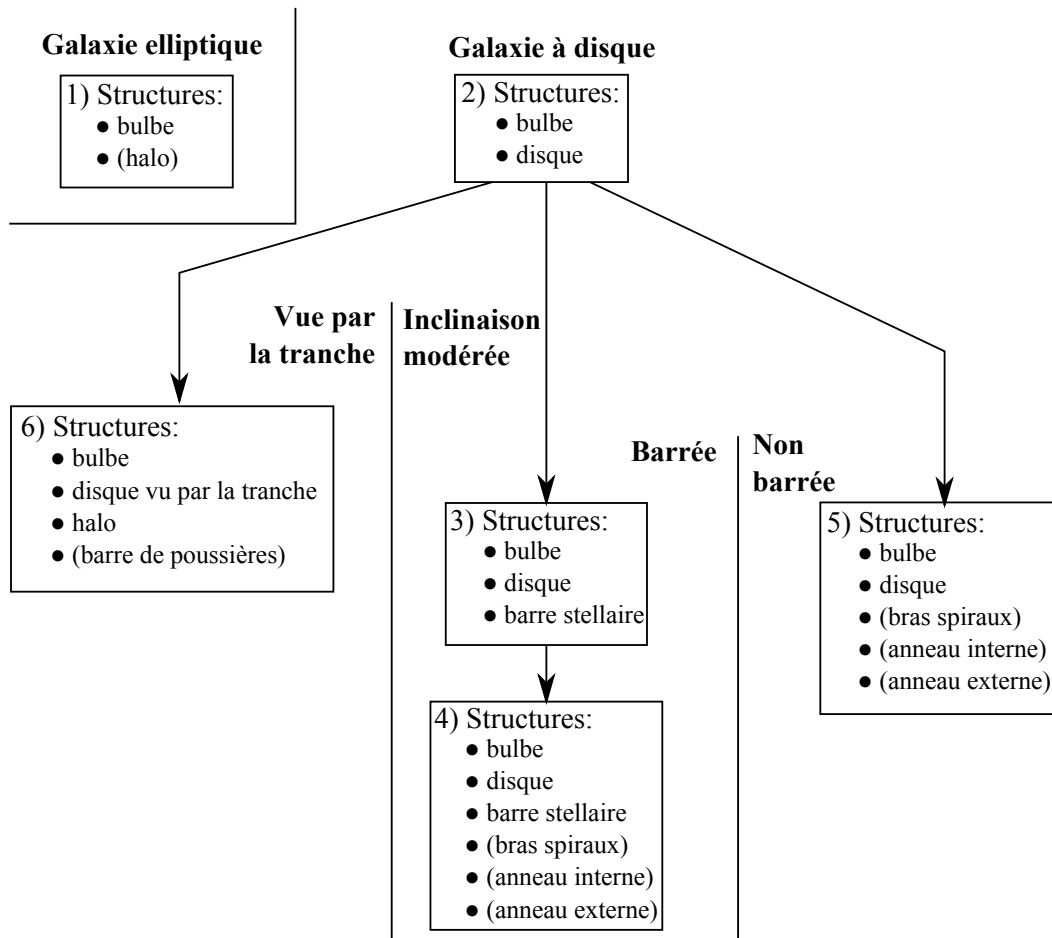 Galaxie elliptique
1) Structures:
● bulbe
● (halo)
Galaxie à disque
2) Structures:
● bulbe
● disque
Vue par
la tranche
Inclinaison
modérée
6) Structures:
● bulbe
● disque vu par la tranche
● halo
● (barre de poussières)
Barrée
Non
barrée
3) Structures:
● bulbe
● disque
● barre stellaire
4) Structures:
● bulbe
● disque
● barre stellaire
● (bras spiraux)
● (anneau interne)
● (anneau externe)
5) Structures:
● bulbe
● disque
● (bras spiraux)
● (anneau interne)
● (anneau externe)